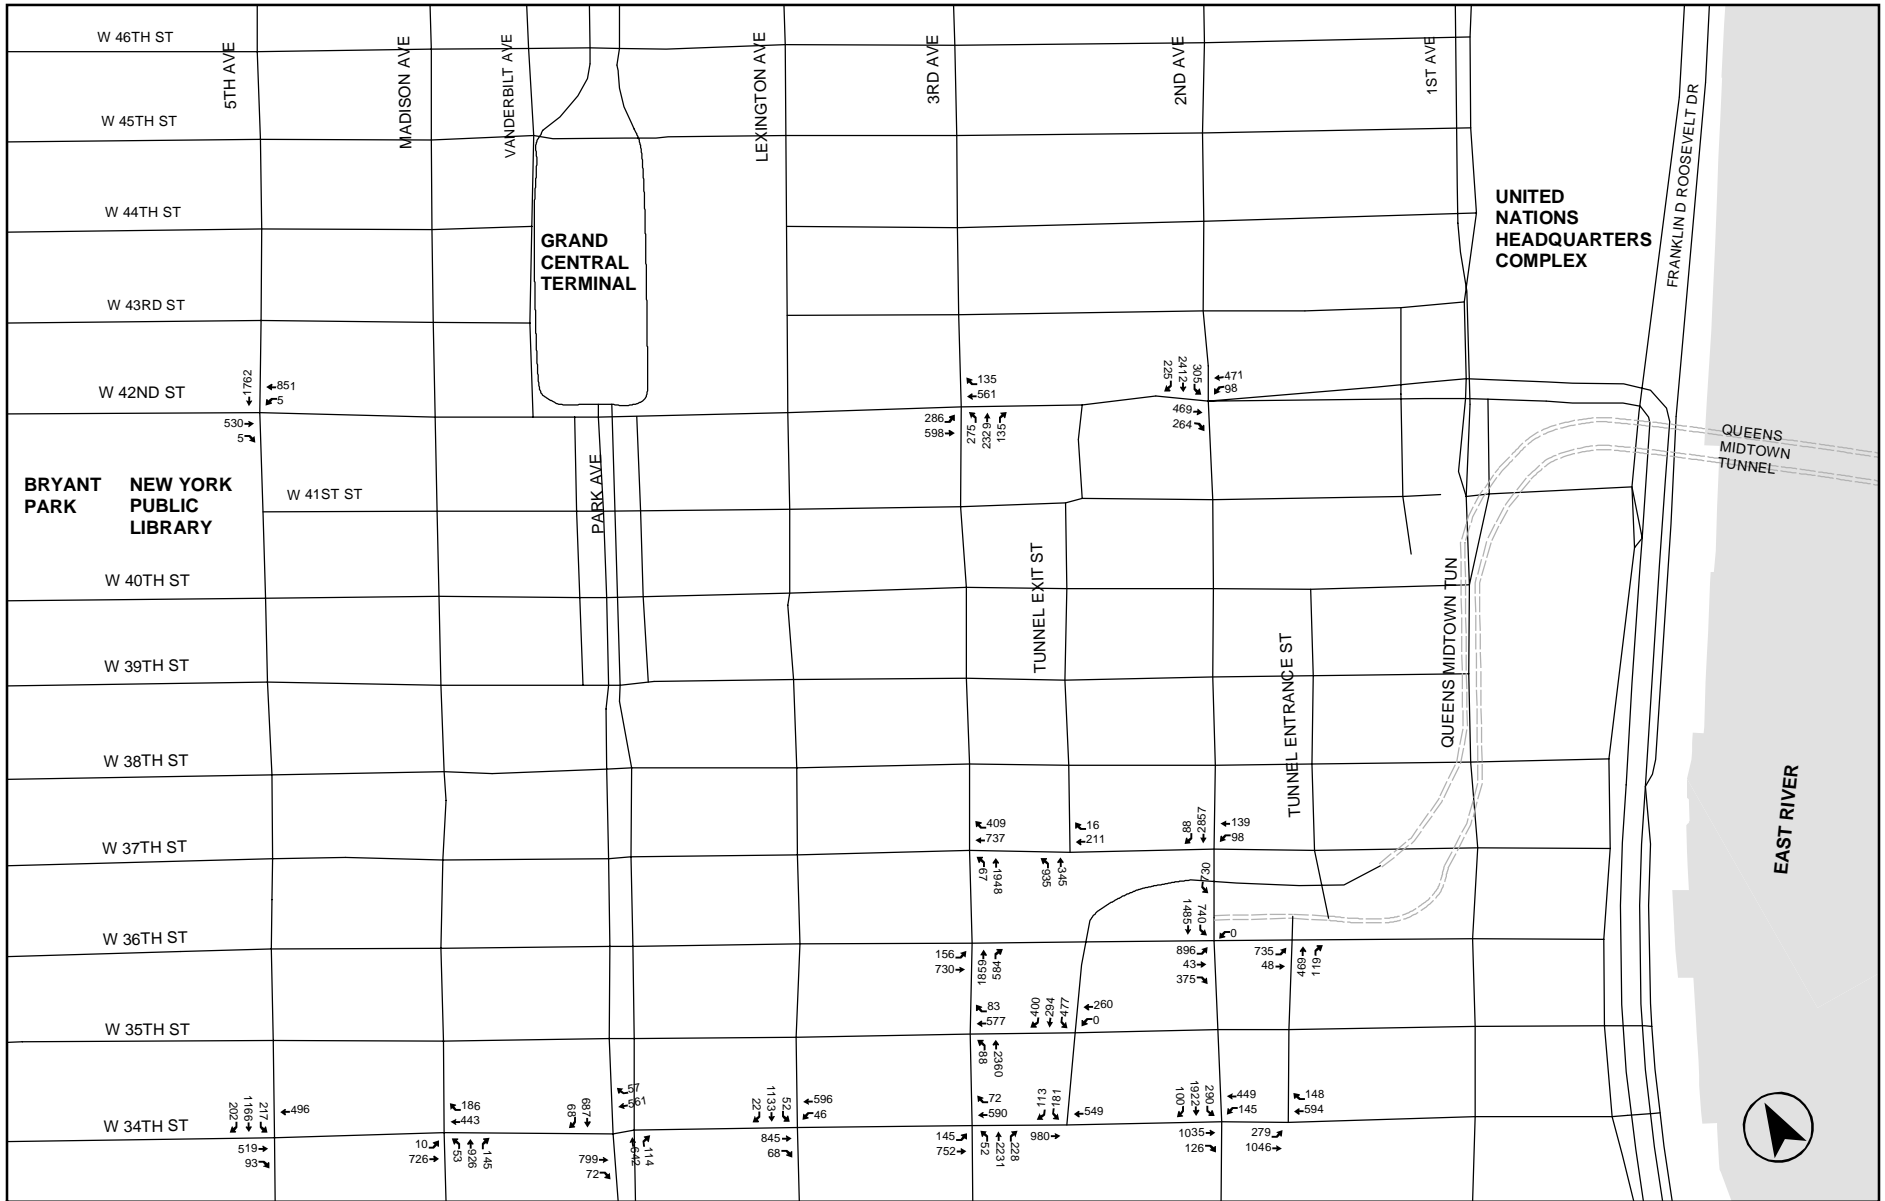 W 46TH ST
5TH AVE
MADISON AVE
VANDERBILT AVE
LEXINGTON AVE
3RD AVE
2ND AVE
1ST AVE
FRANKLIN D ROOSEVELT DR
W 45TH ST
W 44TH ST
GRAND
CENTRAL
TERMINAL
UNITED
NATIONS
HEADQUARTERS
COMPLEX
W 43RD ST
W 42ND ST
1762
851
5
530
5
135
561
286
598
275
2329
135
225
2412
305
471
98
469
264
QUEENS
MIDTOWN
TUNNEL
BRYANT
PARK
NEW YORK
PUBLIC
LIBRARY
W 41ST ST
PARK AVE
W 40TH ST
TUNNEL EXIT ST
QUEENS MIDTOWN TUN
W 39TH ST
TUNNEL ENTRANCE ST
W 38TH ST
EAST RIVER
W 37TH ST
409
737
67
1948
16
211
935
345
88
2857
139
98
730
W 36TH ST
1485
740
0
156
730
1859
584
896
43
375
735
48
469
119
W 35TH ST
83
577
88
2360
400
294
477
260
0
W 34TH ST
202
1166
217
496
519
93
186
443
10
726
53
926
145
68
687
57
561
799
72
642
114
22
1133
52
596
46
845
68
72
590
145
752
52
2231
228
113
181
549
980
100
1922
290
449
145
1035
126
148
594
279
1046